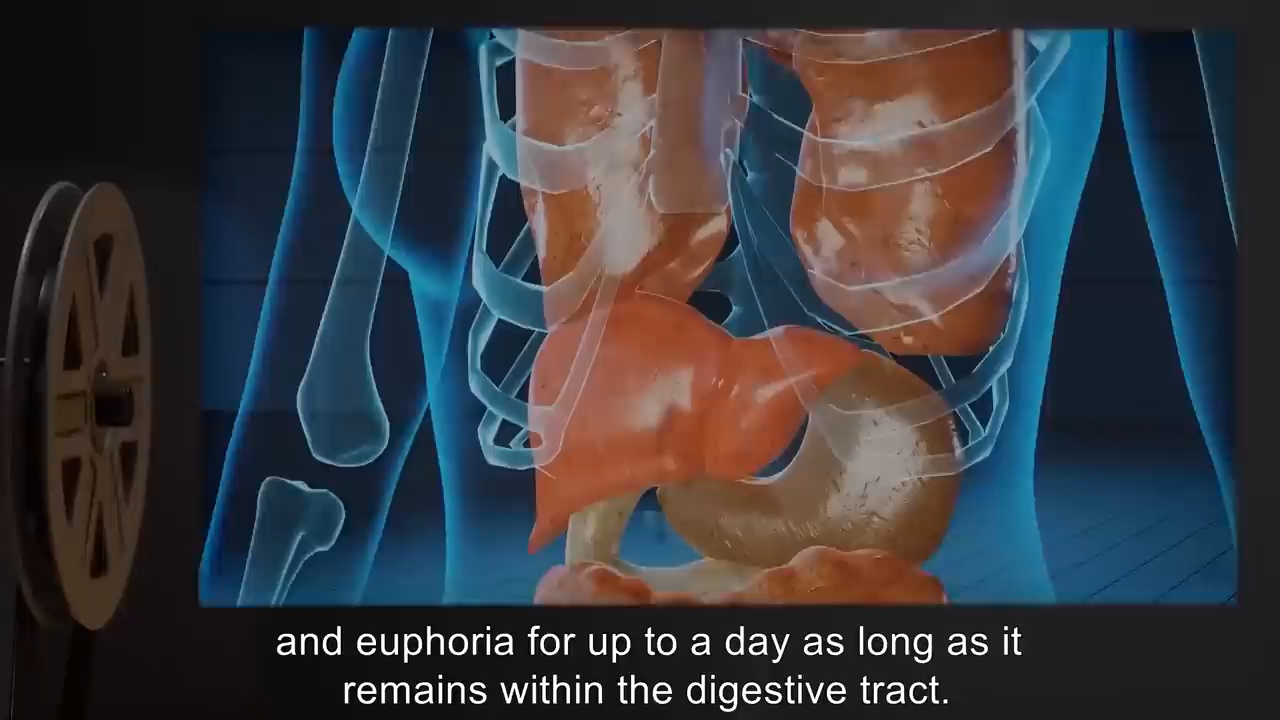 and euphoria for up to a day as long as it
remains within the digestive tract.